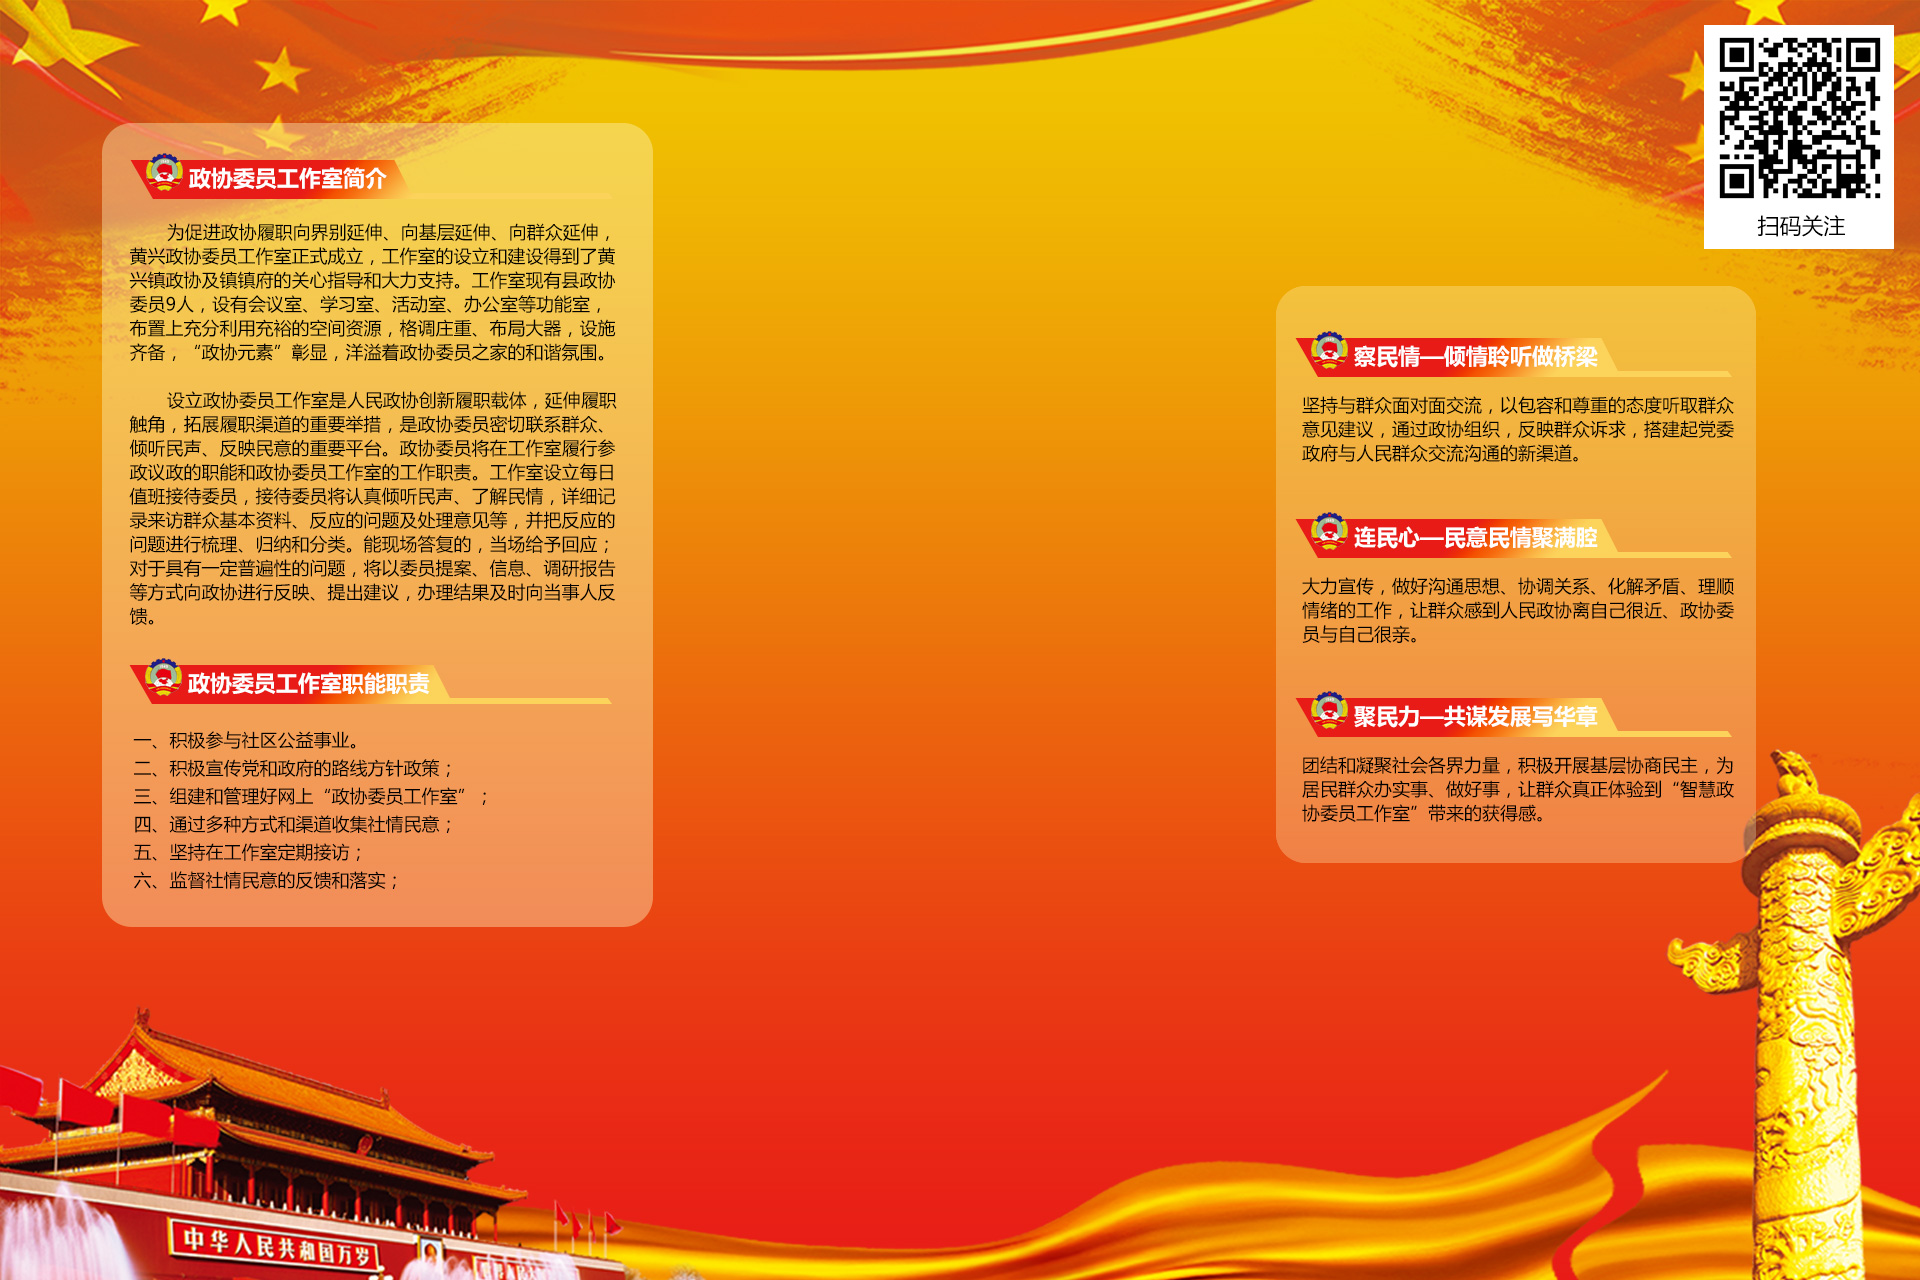 政协委员工作室简介
为促进政协履职向界别延伸、向基层延伸、向群众延伸，
黄兴政协委员工作室正式成立，工作室的设立和建设得到了黄
兴镇政协及镇镇府的关心指导和大力支持。工作室现有县政协
委员9人，设有会议室、学习室、活动室、办公室等功能室，
布置上充分利用充裕的空间资源，格调庄重、布局大器，设施
齐备，“政协元素”彰显，洋溢着政协委员之家的和谐氛围。
设立政协委员工作室是人民政协创新履职载体，延伸履职
触角，拓展履职渠道的重要举措，是政协委员密切联系群众、
倾听民声、反映民意的重要平台。政协委员将在工作室履行参
政议政的职能和政协委员工作室的工作职责。工作室设立每日
值班接待委员，接待委员将认真倾听民声、了解民情，详细记
录来访群众基本资料、反应的问题及处理意见等，并把反应的
问题进行梳理、归纳和分类。能现场答复的，当场给予回应；
对于具有一定普遍性的问题，将以委员提案、信息、调研报告
等方式向政协进行反映、提出建议，办理结果及时向当事人反
馈。
政协委员工作室职能职责
一、积极参与社区公益事业。
二、积极宣传党和政府的路线方针政策；
三、组建和管理好网上“政协委员工作室”；
四、通过多种方式和渠道收集社情民意；
五、坚持在工作室定期接访；
六、监督社情民意的反馈和落实；
扫码关注
察民情—倾情聆听做桥梁
坚持与群众面对面交流，以包容和尊重的态度听取群众
意见建议，通过政协组织，反映群众诉求，搭建起党委
政府与人民群众交流沟通的新渠道。
连民心—民意民情聚满腔
大力宣传，做好沟通思想、协调关系、化解矛盾、理顺
情绪的工作，让群众感到人民政协离自己很近、政协委
员与自己很亲。
聚民力—共谋发展写华章
团结和凝聚社会各界力量，积极开展基层协商民主，为
居民群众办实事、做好事，让群众真正体验到“智慧政
协委员工作室”带来的获得感。
中华人民共和国万岁